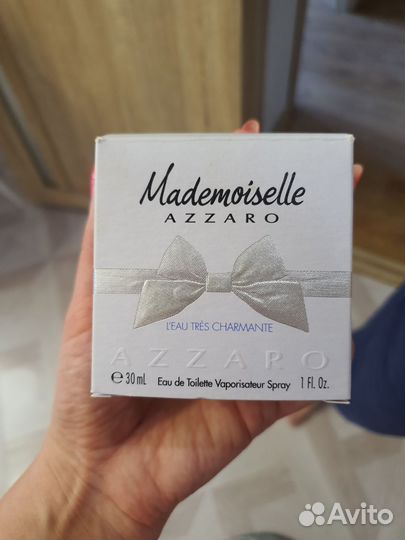 Mademoiselle
AZZARO
L'EAU TRÈS CHARMANTE
AZZARO
℮ 30 mL Eau de Toilette Vaporisateur Spray 1 Fl. Oz.
Avito